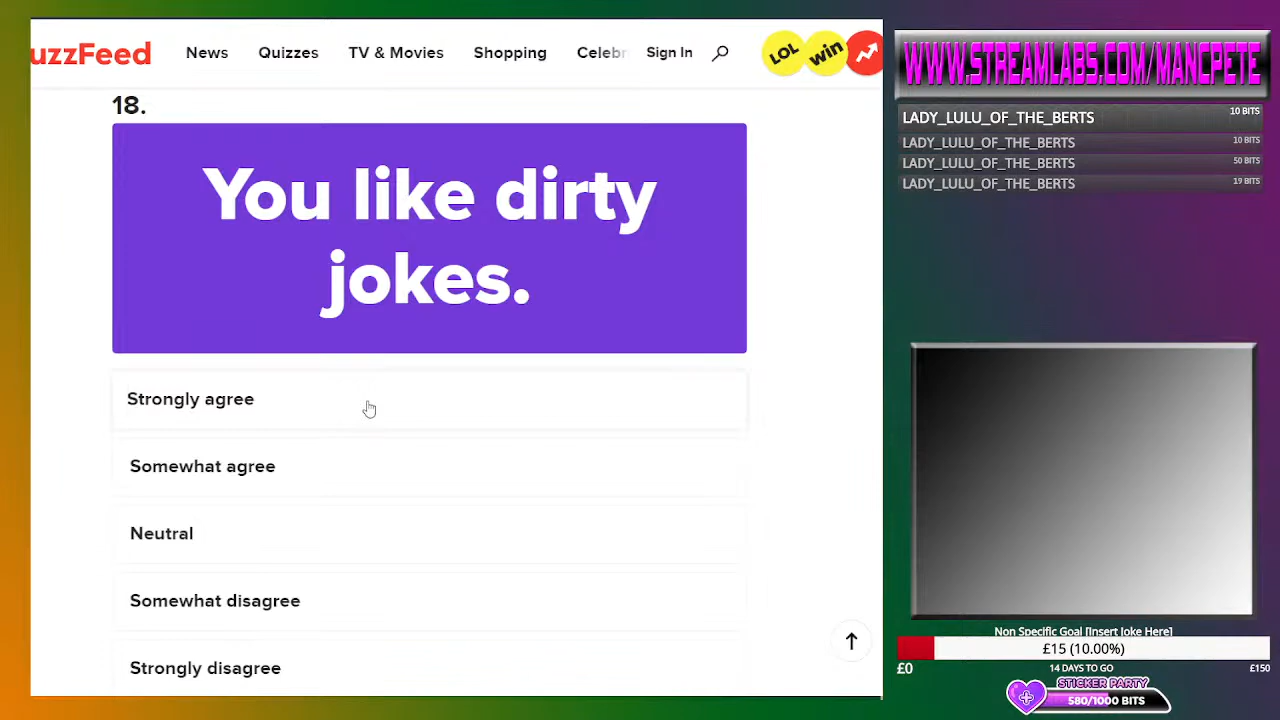 uzzFeed
News
Quizzes
TV & Movies
Shopping
Celebr
Sign In
LOL
win
18.
You like dirty
jokes.
Strongly agree
Somewhat agree
Neutral
Somewhat disagree
Strongly disagree
WWW.STREAMLABS.COM/MANCPETE
LADY_LULU_OF_THE_BERTS 10 BITS
LADY_LULU_OF_THE_BERTS 10 BITS
LADY_LULU_OF_THE_BERTS 50 BITS
LADY_LULU_OF_THE_BERTS 19 BITS
Non Specific Goal [Insert Joke Here]
£15 (10.00%)
£0 14 DAYS TO GO £150
STICKER PARTY
580/1000 BITS